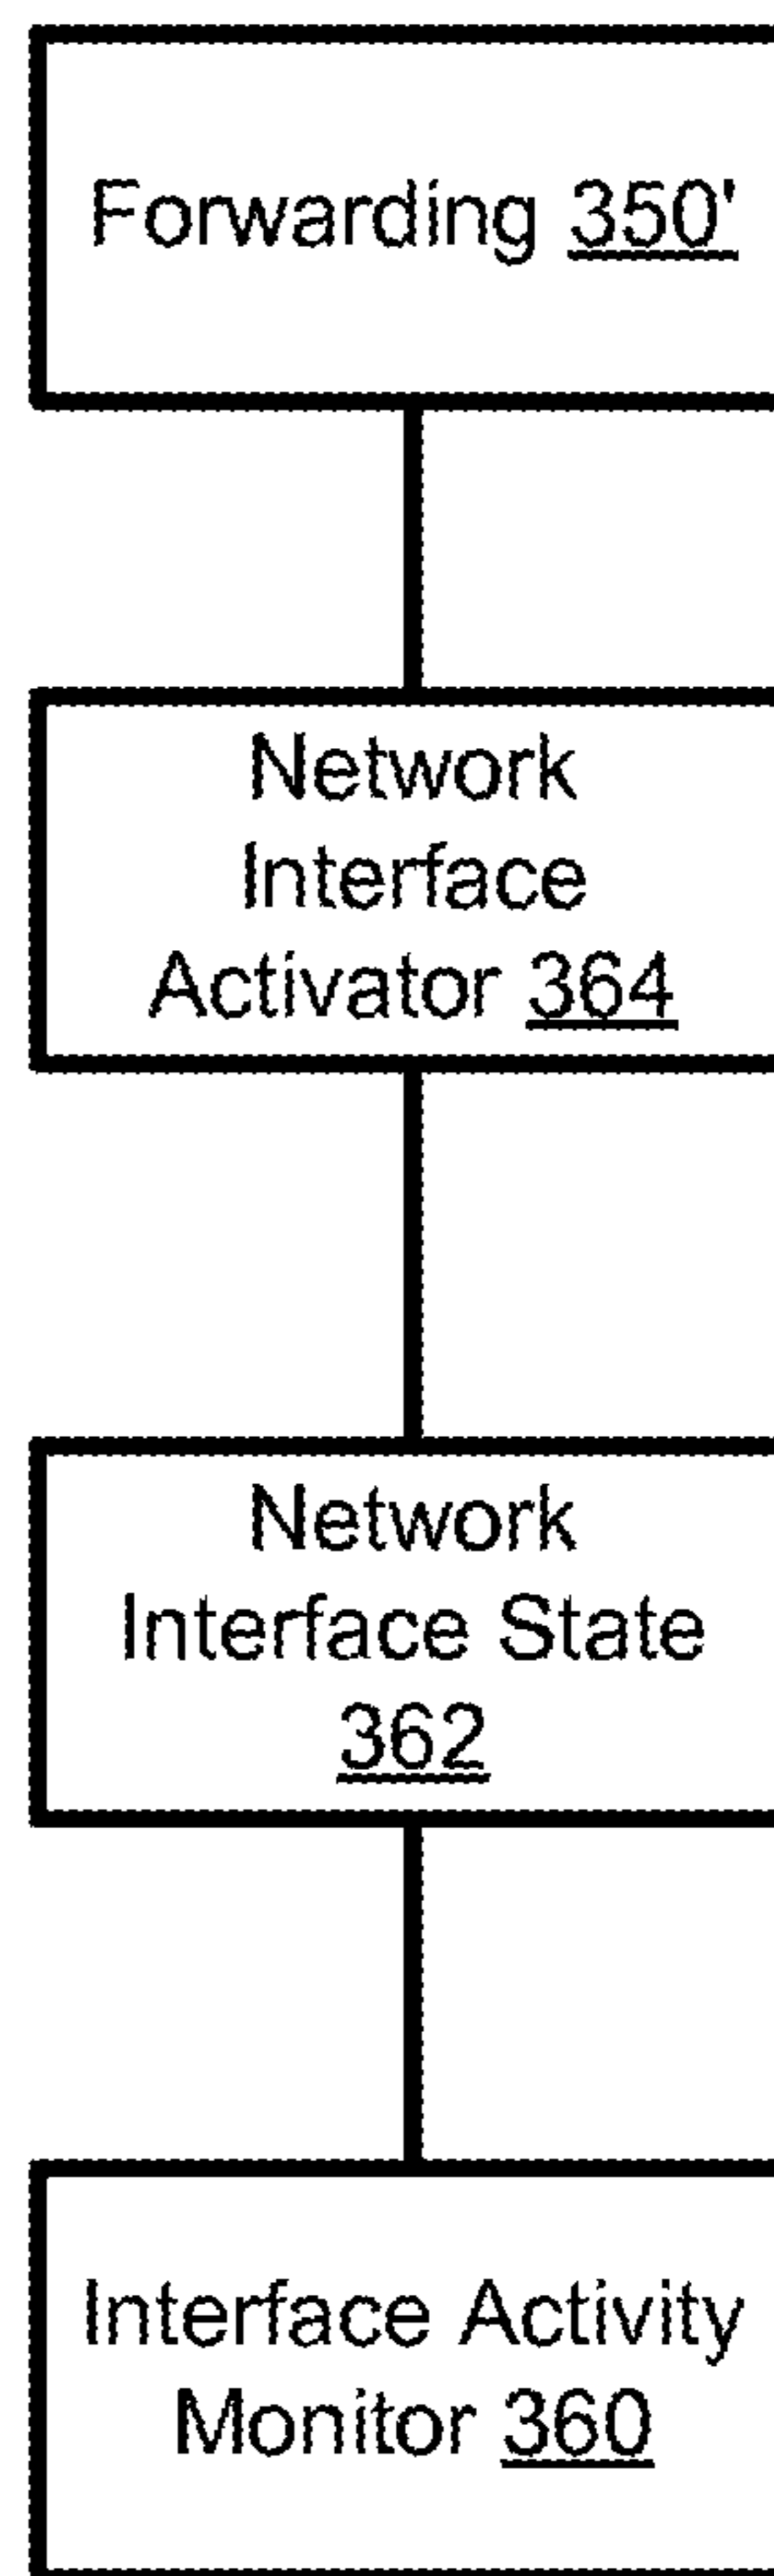 Forwarding 350'
Network
Interface
Activator 364
Network
Interface State
362
Interface Activity
Monitor 360